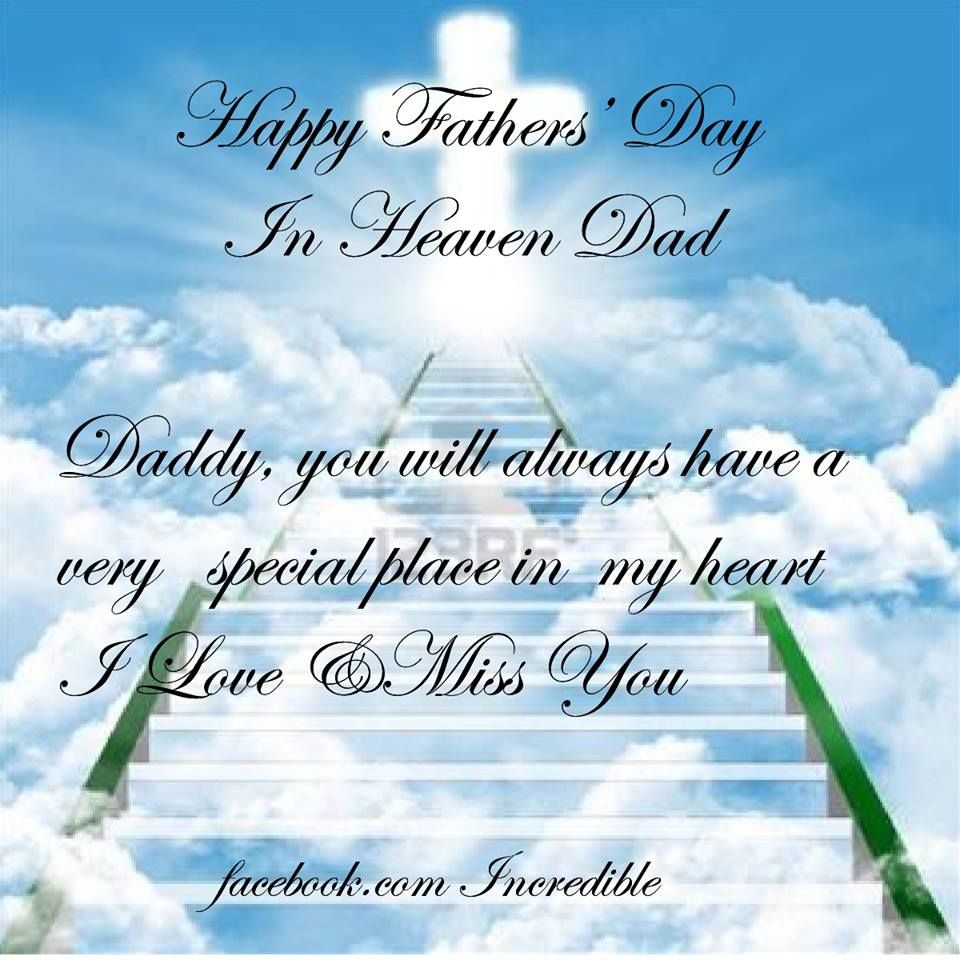 Happy Fathers' Day
In Heaven Dad
Daddy, you will always have a
very special place in my heart
I Love & Miss You
facebook.com Incredible